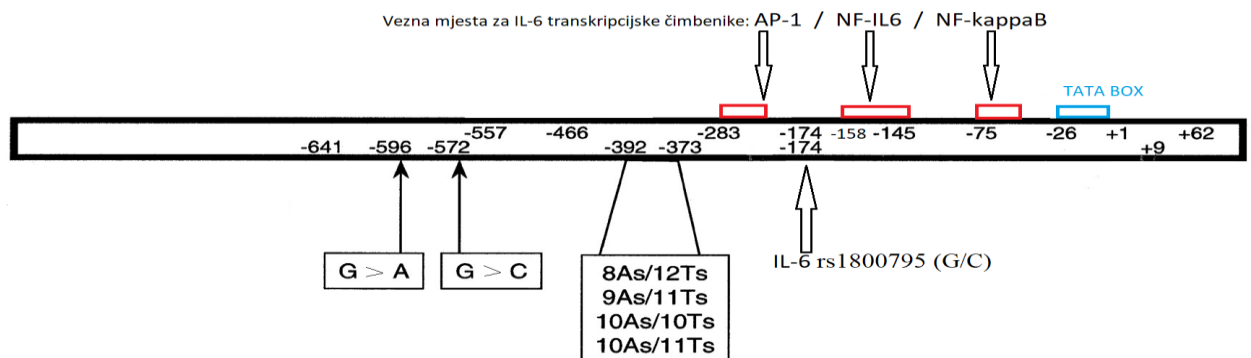 Vezna mjesta za IL-6 transkripcijske čimbenike: AP-1 / NF-IL6 / NF-kappaB
TATA BOX
-557 -466 -283 -174 -158 -145 -75 -26 +1 +62
-641 -596 -572 -392 -373 -174 +9
G > A
G > C
8As/12Ts
9As/11Ts
10As/10Ts
10As/11Ts
IL-6 rs1800795 (G/C)